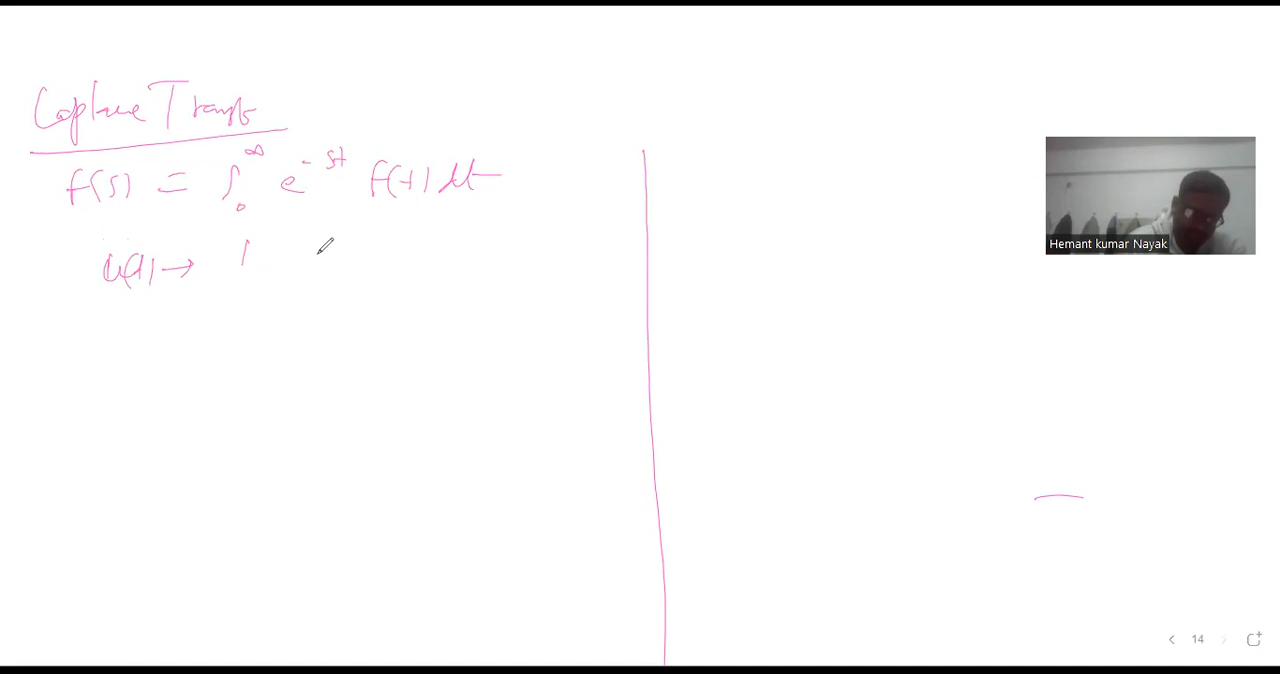 Laplace Transf
F(s) = ∫₀^∞ e^{-st} f(t) dt
u(t) → 1
Hemant kumar Nayak
14